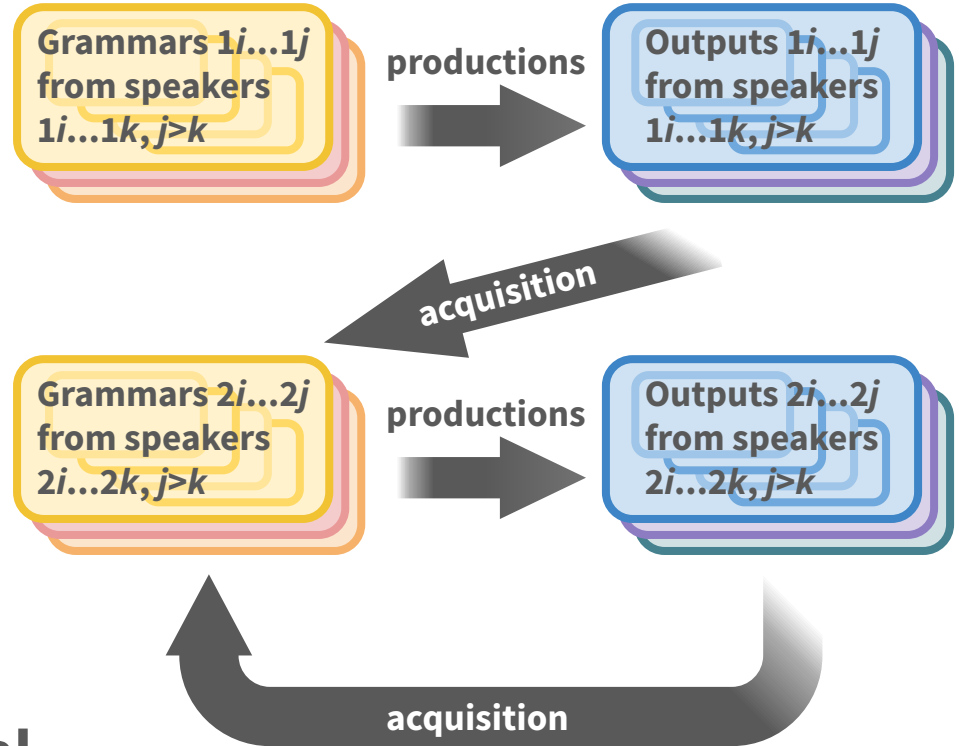 Grammars 1i...1j
from speakers
1i...1k, j>k
productions
Outputs 1i...1j
from speakers
1i...1k, j>k
acquisition
Grammars 2i...2j
from speakers
2i...2k, j>k
productions
Outputs 2i...2j
from speakers
2i...2k, j>k
acquisition